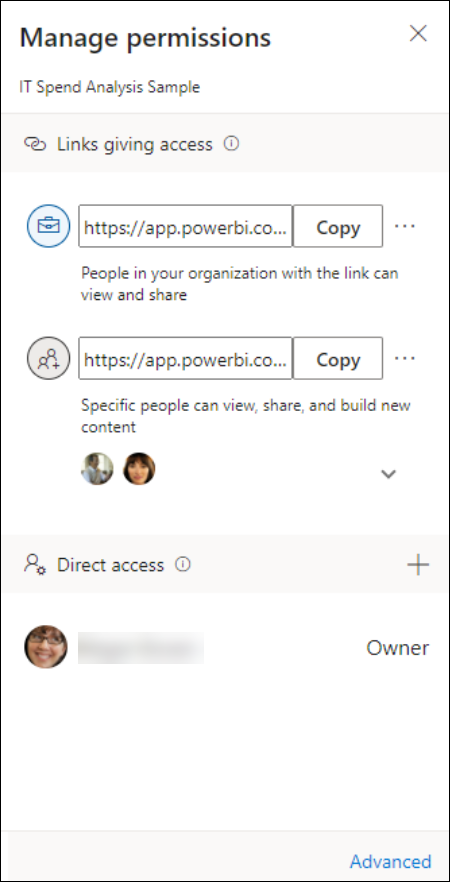 Manage permissions
IT Spend Analysis Sample
Links giving access
https://app.powerbi.co... Copy ...
People in your organization with the link can
view and share
https://app.powerbi.co... Copy ...
Specific people can view, share, and build new
content
Direct access
Owner
Advanced